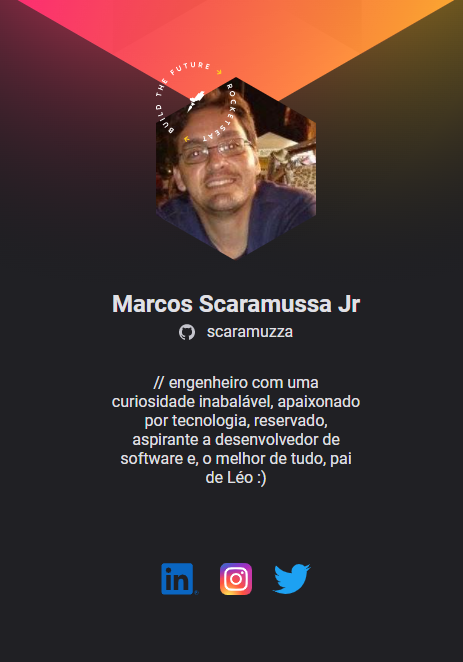 BUILD THE FUTURE
ROCKETSEAT
Marcos Scaramussa Jr
scaramuzza
// engenheiro com uma
curiosidade inabalável, apaixonado
por tecnologia, reservado,
aspirante a desenvolvedor de
software e, o melhor de tudo, pai
de Léo :)
in